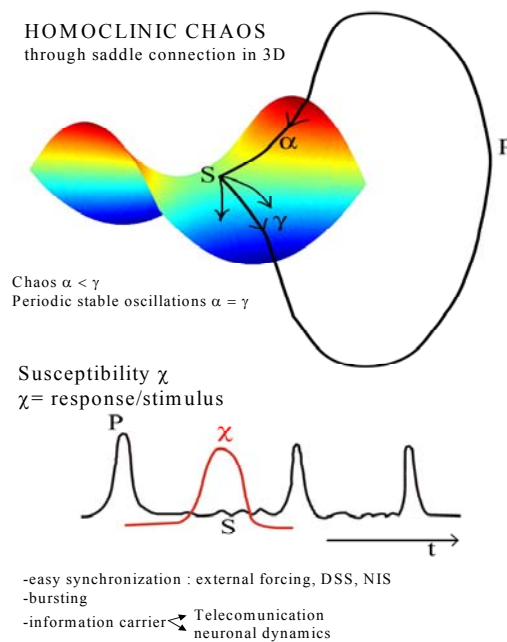 HOMOCLINIC CHAOS
through saddle connection in 3D
α
P
S
γ
Chaos α < γ
Periodic stable oscillations α = γ
Susceptibility χ
χ= response/stimulus
P
χ
S
t
-easy synchronization : external forcing, DSS, NIS
-bursting
-information carrier Telecomunication
neuronal dynamics